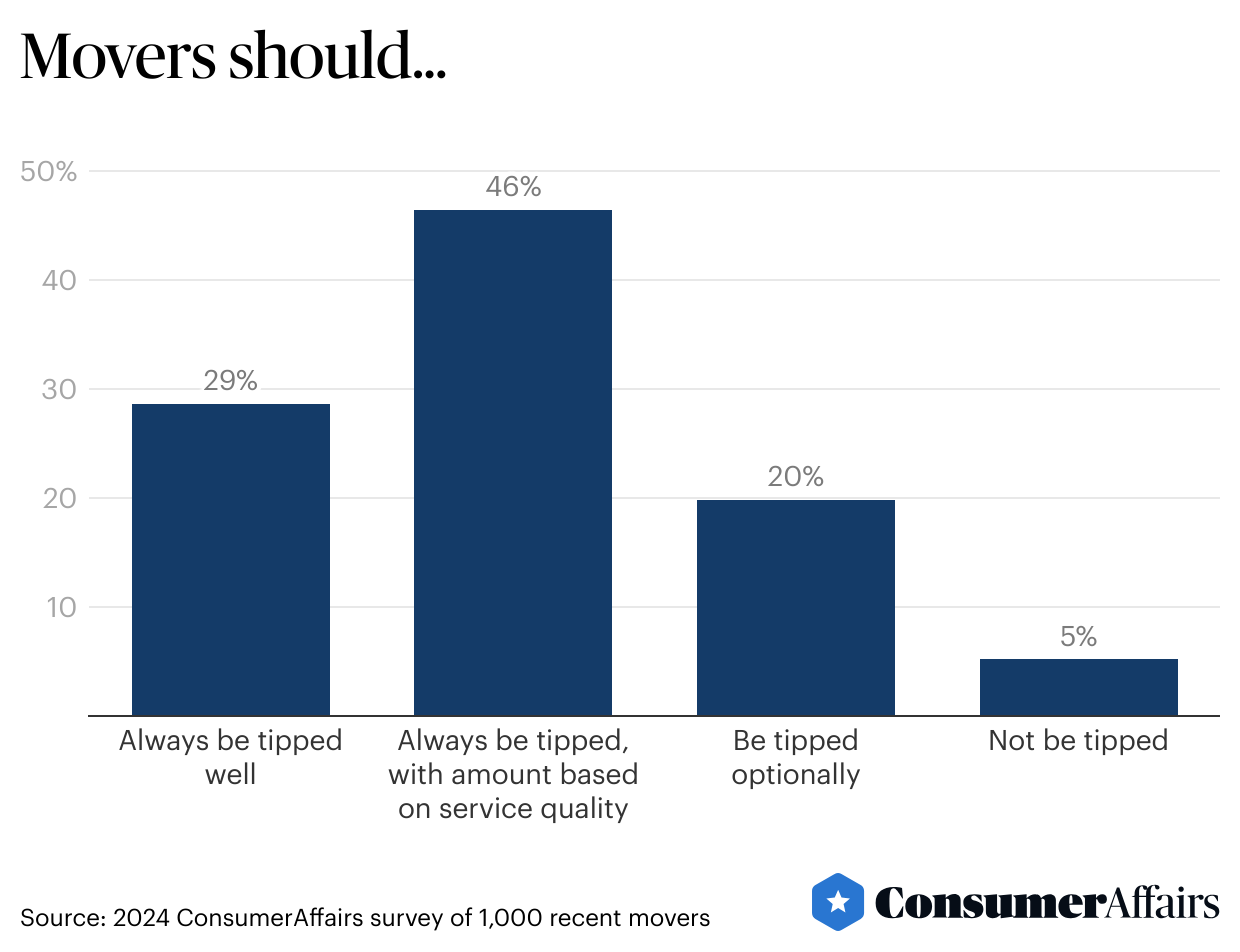 Movers should...
50%
46%
40
29%
30
20%
20
10
5%
Always be tipped
well
Always be tipped,
with amount based
on service quality
Be tipped
optionally
Not be tipped
Source: 2024 ConsumerAffairs survey of 1,000 recent movers
ConsumerAffairs